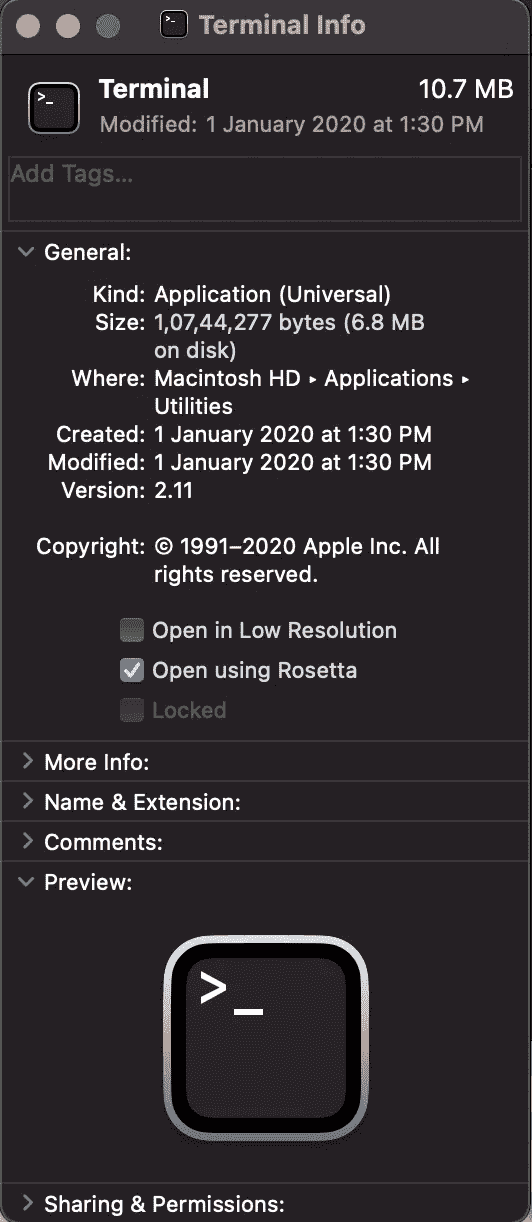 Terminal Info
Terminal 10.7 MB
Modified: 1 January 2020 at 1:30 PM
Add Tags...
General:
Kind: Application (Universal)
Size: 1,07,44,277 bytes (6.8 MB
on disk)
Where: Macintosh HD ▸ Applications ▸
Utilities
Created: 1 January 2020 at 1:30 PM
Modified: 1 January 2020 at 1:30 PM
Version: 2.11
Copyright: © 1991–2020 Apple Inc. All
rights reserved.
Open in Low Resolution
Open using Rosetta
Locked
More Info:
Name & Extension:
Comments:
Preview:
>_
Sharing & Permissions: